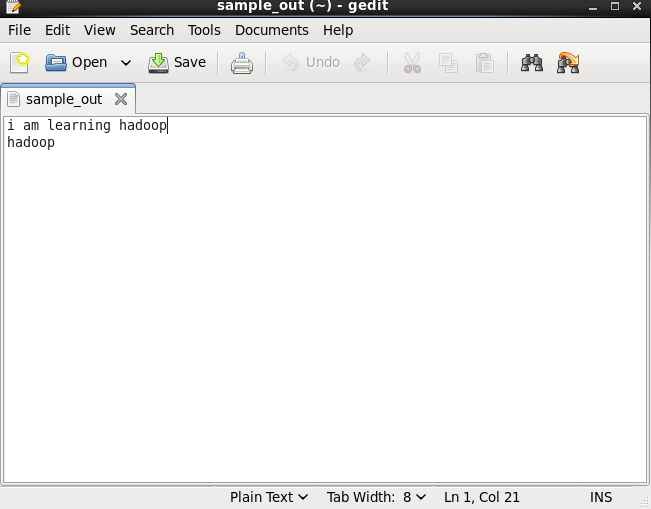 sample_out (~) - gedit
File Edit View Search Tools Documents Help
Open Save Undo
sample_out
i am learning hadoop
hadoop
Plain Text Tab Width: 8 Ln 1, Col 21 INS